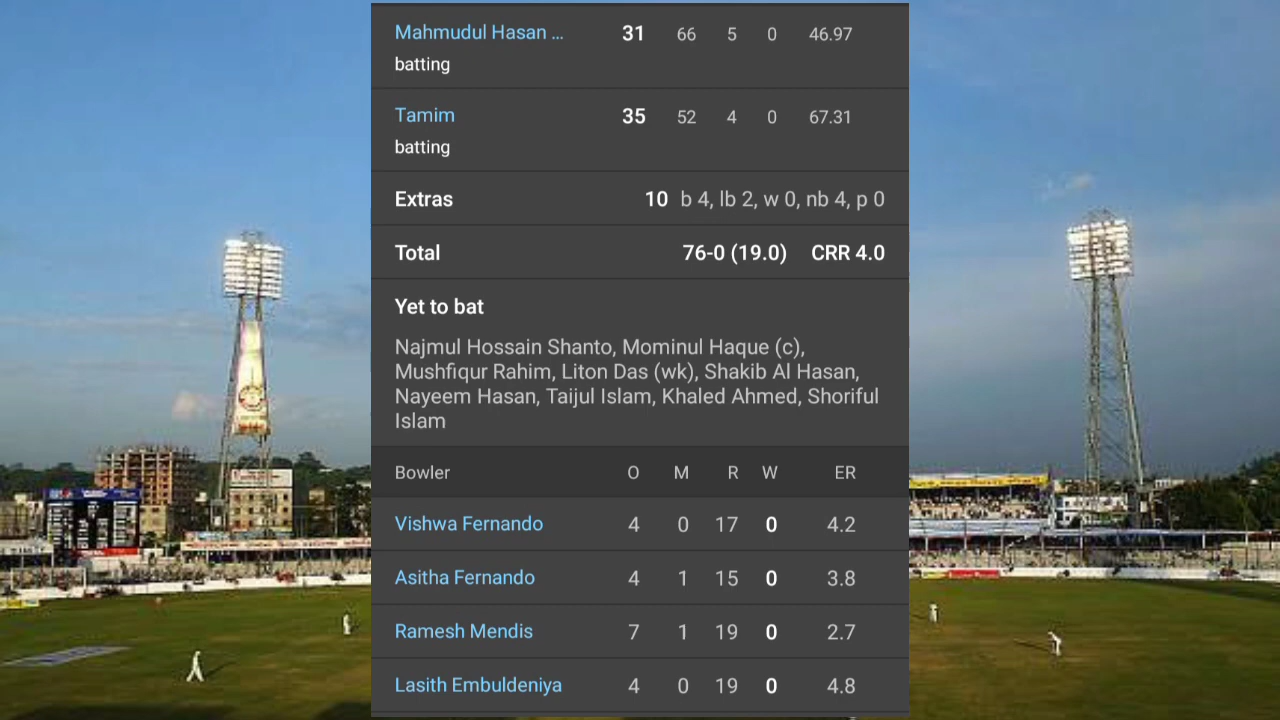 Mahmudul Hasan ... 31 66 5 0 46.97
batting
Tamim 35 52 4 0 67.31
batting
Extras 10 b 4, lb 2, w 0, nb 4, p 0
Total 76-0 (19.0) CRR 4.0
Yet to bat
Najmul Hossain Shanto, Mominul Haque (c),
Mushfiqur Rahim, Liton Das (wk), Shakib Al Hasan,
Nayeem Hasan, Taijul Islam, Khaled Ahmed, Shoriful
Islam
Bowler O M R W ER
Vishwa Fernando 4 0 17 0 4.2
Asitha Fernando 4 1 15 0 3.8
Ramesh Mendis 7 1 19 0 2.7
Lasith Embuldeniya 4 0 19 0 4.8